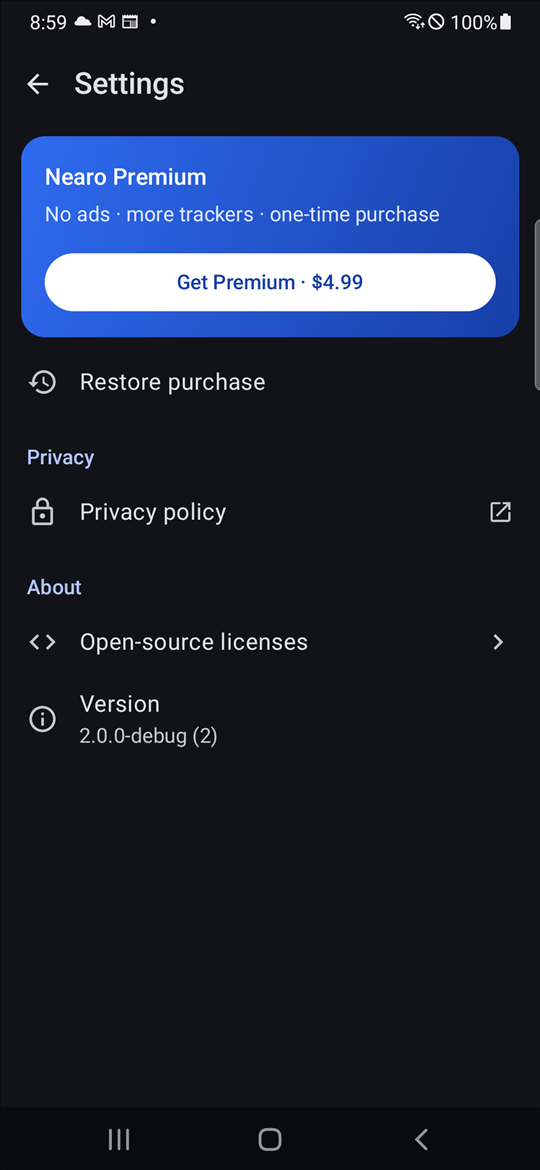 8:59
100%
Settings
Nearo Premium
No ads · more trackers · one-time purchase
Get Premium · $4.99
Restore purchase
Privacy
Privacy policy
About
Open-source licenses
Version
2.0.0-debug (2)